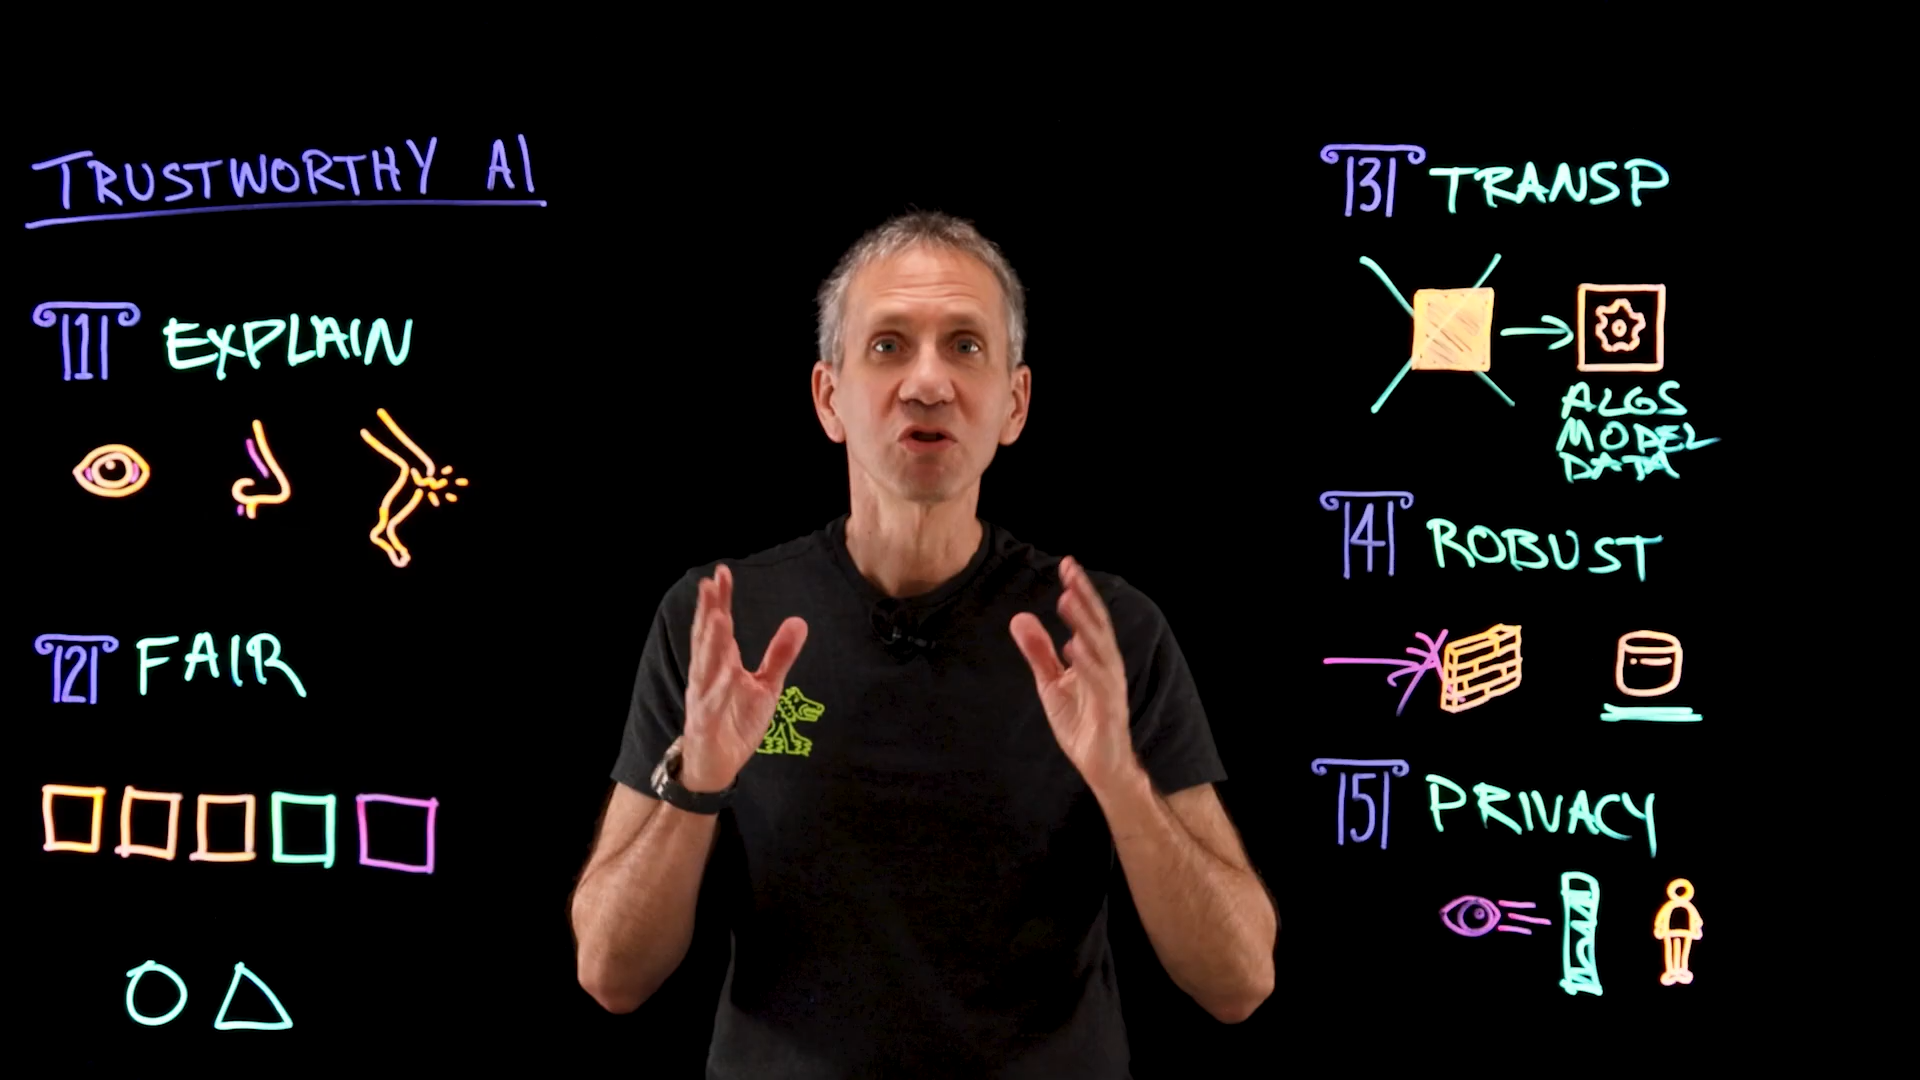 TRUSTWORTHY AI
1 EXPLAIN
2 FAIR
3 TRANSP
ALGS
MODEL
DATA
4 ROBUST
5 PRIVACY